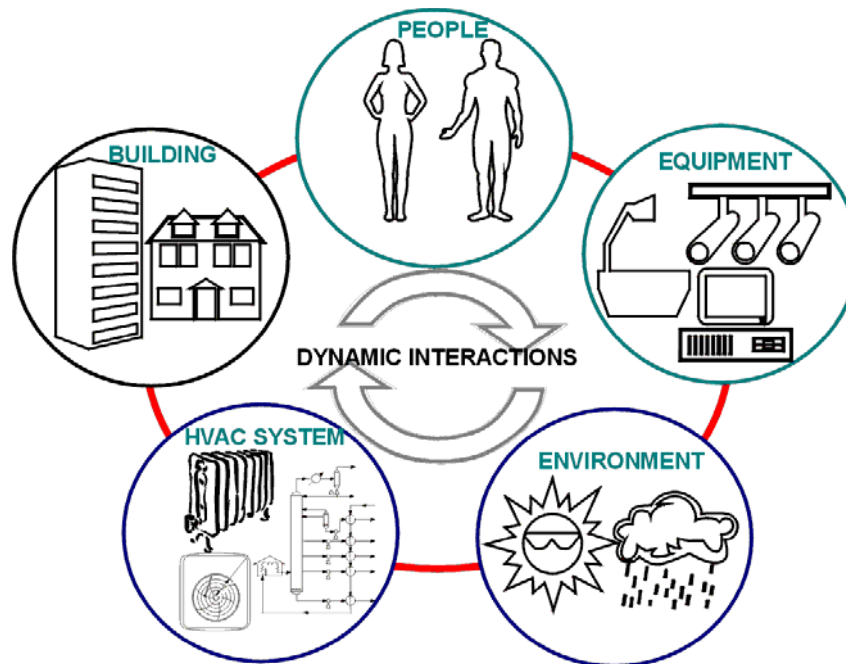 PEOPLE
BUILDING
EQUIPMENT
DYNAMIC INTERACTIONS
HVAC SYSTEM
ENVIRONMENT